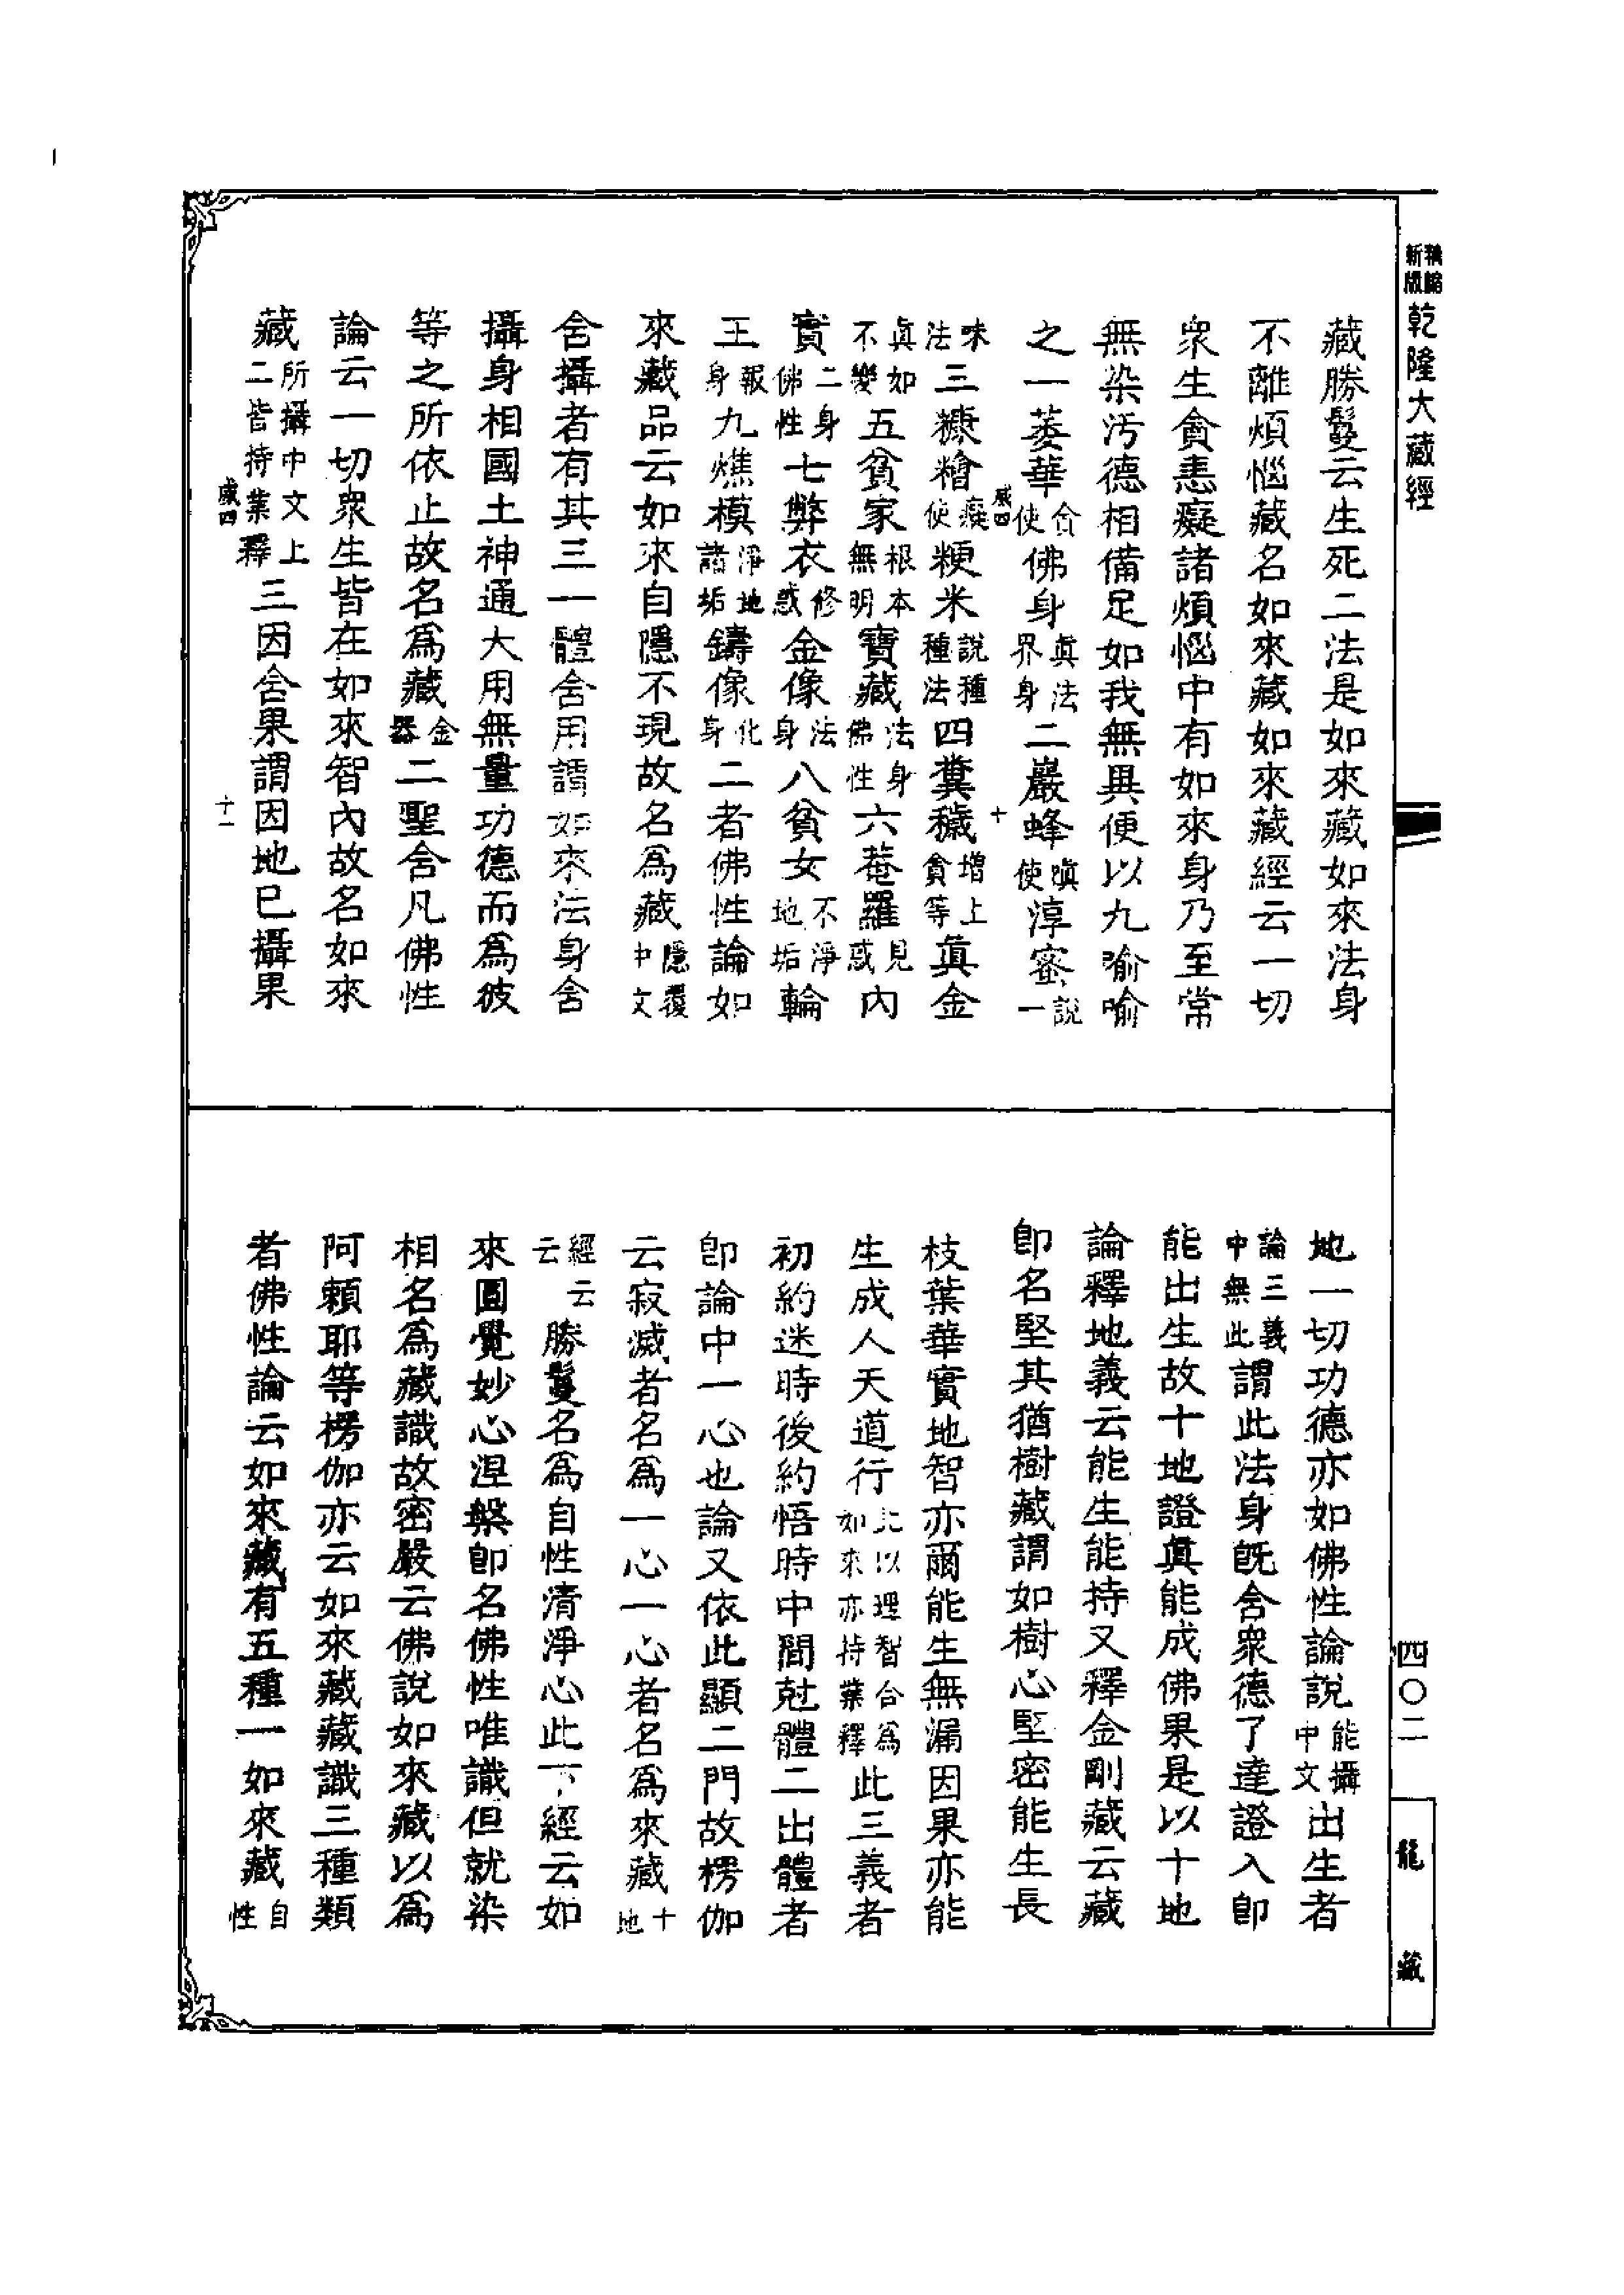 精縮新版 乾隆大藏經
藏勝鬘云生死二法是如來藏如來法身
不離煩惱藏名如來藏如來藏經云一切
衆生貪恚癡諸煩惱中有如來身乃至常
無染汚德相備足如我無異便以九喻喻
之一萎華貪使佛身眞法界身二巖蜂瞋使淳蜜說一
咸四 十
味法三糠糩癡使粳米說種種法四糞穢增上貪等眞金
眞如不變五貧家根本無明寶藏法身佛性六菴羅見惑內
實二身佛性七弊衣修惑金像法身八貧女不淨地垢輪
王報身九燋模淨地諸垢鑄像化身二者佛性論如
來藏品云如來自隱不現故名爲藏隱覆中文
含攝者有其三一體含用謂如來法身含
攝身相國土神通大用無量功德而爲彼
等之所依止故名爲藏金器二聖含凡佛性
論云一切衆生皆在如來智內故名如來
藏所攝中文上二皆持業釋三因含果謂因地已攝果
咸四 十一
地一切功德亦如佛性論說能攝中文出生者
論三義中無此謂此法身旣含衆德了達證入卽
能出生故十地證眞能成佛果是以十地
論釋地義云能生能持又釋金剛藏云藏
卽名堅其猶樹藏謂如樹心堅密能生長
枝葉華實地智亦爾能生無漏因果亦能
生成人天道行上以理智合爲如來亦持業釋此三義者
初約迷時後約悟時中間尅體二出體者
卽論中一心也論又依此顯二門故楞伽
云寂滅者名爲一心一心者名爲來藏十地
經云云勝鬘名爲自性清淨心此下經云如
來圓覺妙心涅槃卽名佛性唯識但就染
相名爲藏識故密嚴云佛說如來藏以爲
阿賴耶等楞伽亦云如來藏藏識三種類
者佛性論云如來藏有五種一如來藏自性
四〇二
龍藏